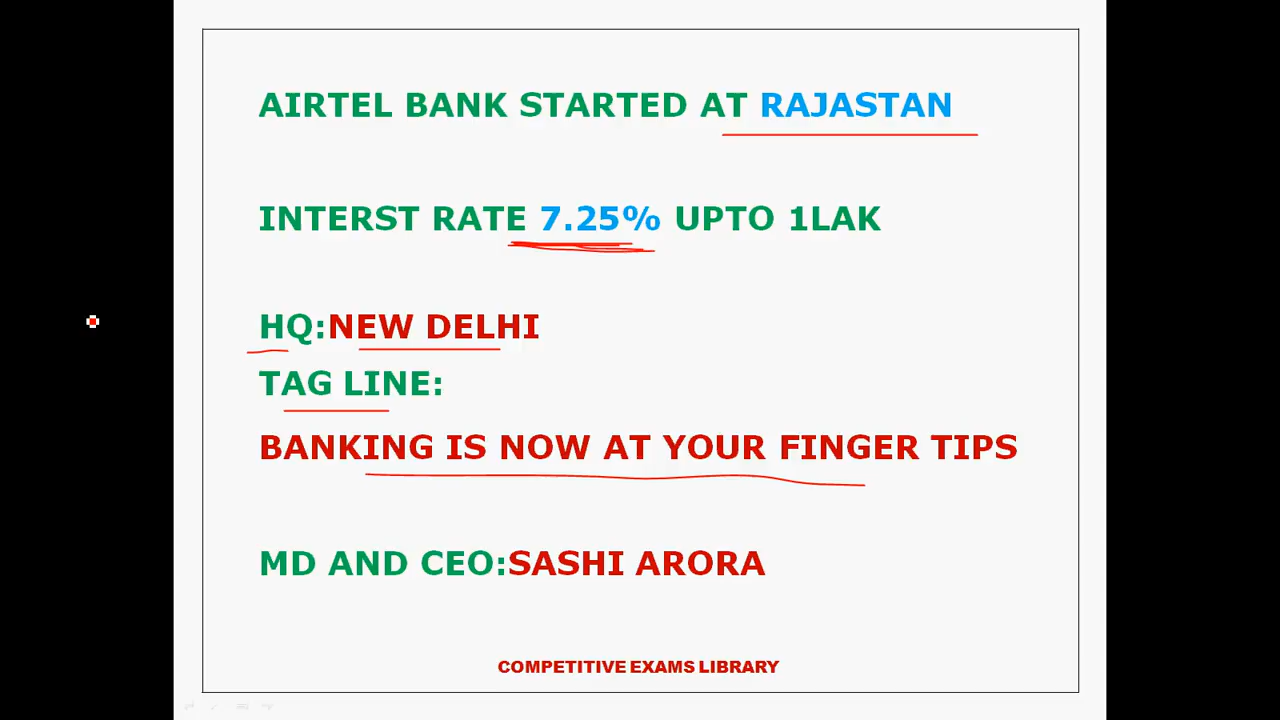 AIRTEL BANK STARTED AT RAJASTAN
INTERST RATE 7.25% UPTO 1LAK
HQ:NEW DELHI
TAG LINE:
BANKING IS NOW AT YOUR FINGER TIPS
MD AND CEO:SASHI ARORA
COMPETITIVE EXAMS LIBRARY